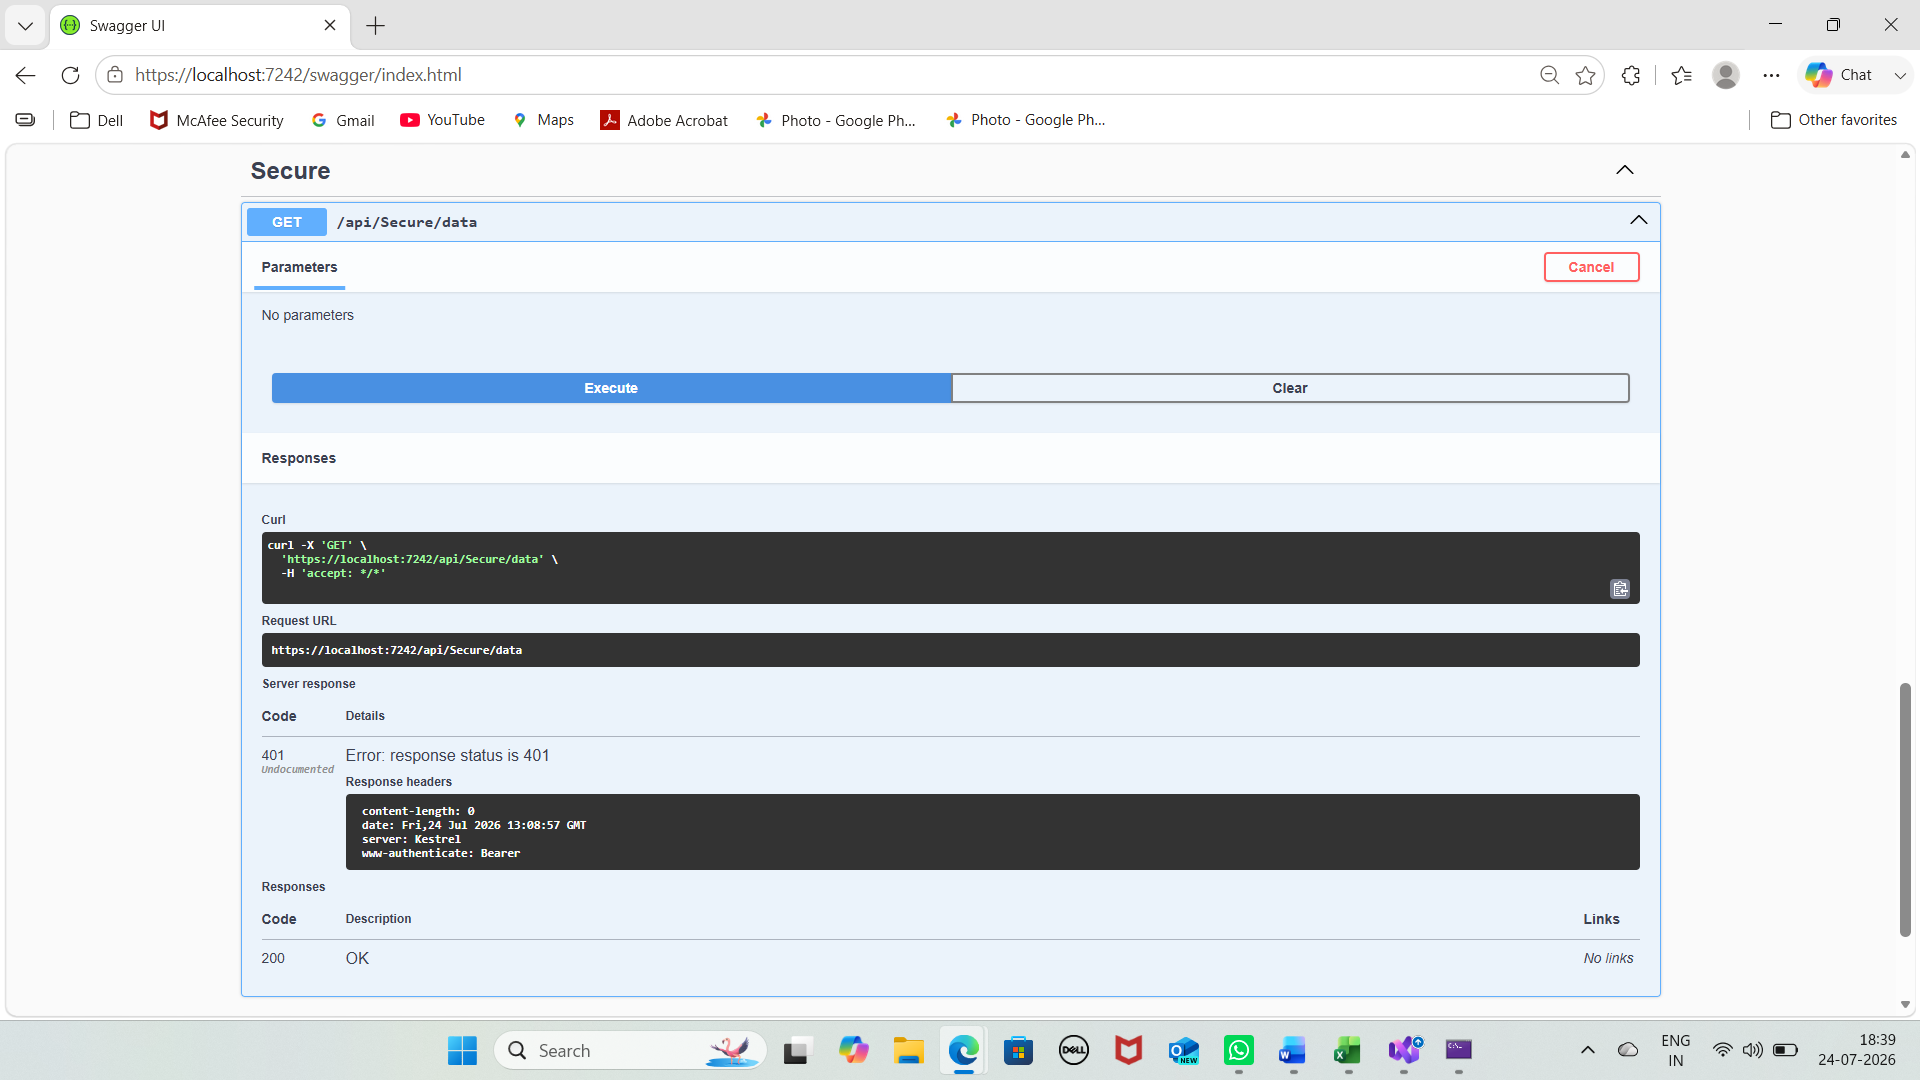 Swagger UI
https://localhost:7242/swagger/index.html
Chat
Dell
McAfee Security
Gmail
YouTube
Maps
Adobe Acrobat
Photo - Google Ph...
Photo - Google Ph...
Other favorites
Secure
GET /api/Secure/data
Parameters
Cancel
No parameters
Execute
Clear
Responses
Curl
curl -X 'GET' \
'https://localhost:7242/api/Secure/data' \
-H 'accept: */*'
Request URL
https://localhost:7242/api/Secure/data
Server response
Code Details
401 Error: response status is 401
Undocumented
Response headers
content-length: 0
date: Fri,24 Jul 2026 13:08:57 GMT
server: Kestrel
www-authenticate: Bearer
Responses
Code Description Links
200 OK No links
Search
DELL
NEW
ENG
IN
18:39
24-07-2026